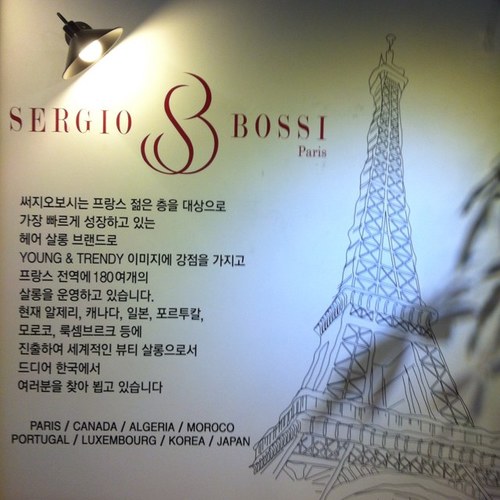 SERGIO SB BOSSI
Paris
써지오보시는 프랑스 젊은 층을 대상으로
가장 빠르게 성장하고 있는
헤어 살롱 브랜드로
YOUNG & TRENDY 이미지에 강점을 가지고
프랑스 전역에 180여개의
살롱을 운영하고 있습니다.
현재 알제리, 캐나다, 일본, 포르투칼,
모로코, 룩셈브르크 등에
진출하여 세계적인 뷰티 살롱으로서
드디어 한국에서
여러분을 찾아 뵙고 있습니다
PARIS / CANADA / ALGERIA / MOROCO
PORTUGAL / LUXEMBOURG / KOREA / JAPAN